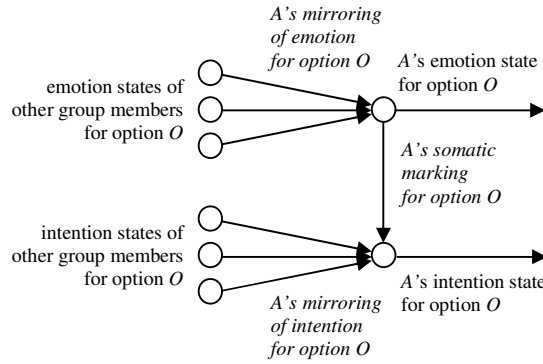 A's mirroring
of emotion
for option O
A's emotion state
for option O
emotion states of
other group members
for option O
A's somatic
marking
for option O
intention states of
other group members
for option O
A's intention state
for option O
A's mirroring
of intention
for option O